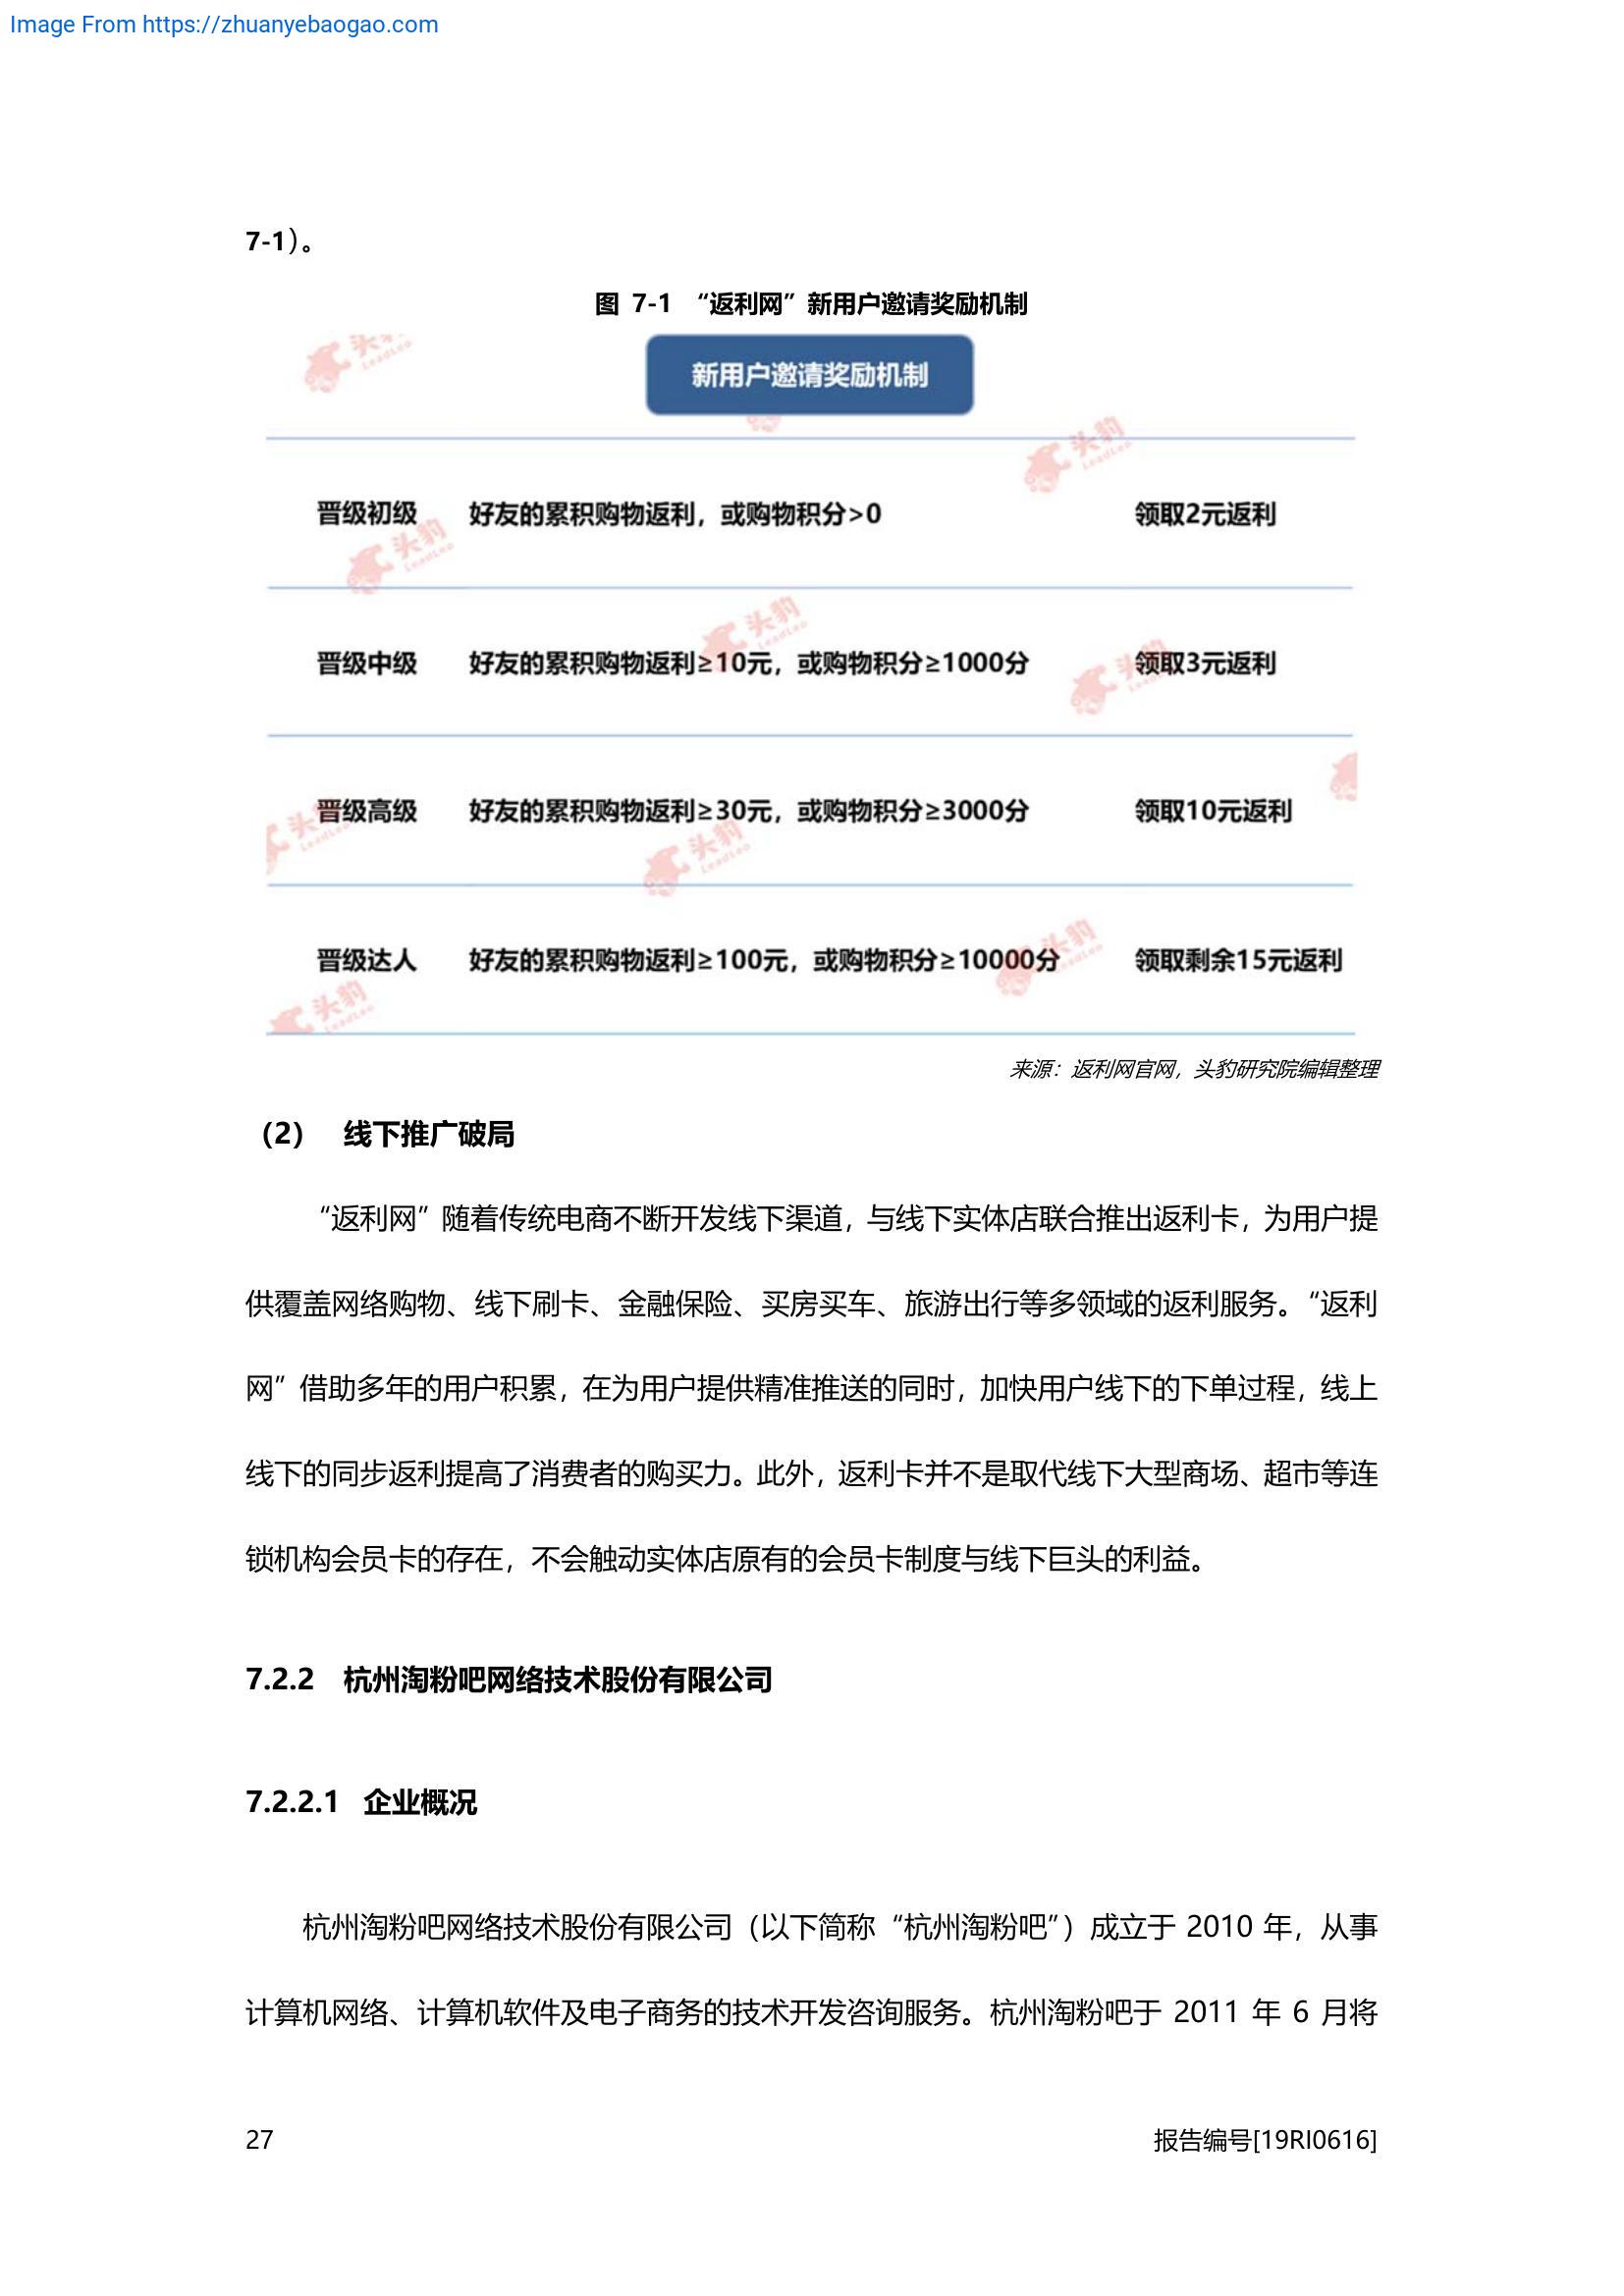 Image From https://zhuanyebaogao.com
7-1）。
图 7-1 “返利网”新用户邀请奖励机制
新用户邀请奖励机制
晋级初级 好友的累积购物返利，或购物积分>0 领取2元返利
晋级中级 好友的累积购物返利≥10元，或购物积分≥1000分 领取3元返利
晋级高级 好友的累积购物返利≥30元，或购物积分≥3000分 领取10元返利
晋级达人 好友的累积购物返利≥100元，或购物积分≥10000分 领取剩余15元返利
头豹 LeadLeo
来源：返利网官网，头豹研究院编辑整理
（2） 线下推广破局
“返利网”随着传统电商不断开发线下渠道，与线下实体店联合推出返利卡，为用户提
供覆盖网络购物、线下刷卡、金融保险、买房买车、旅游出行等多领域的返利服务。“返利
网”借助多年的用户积累，在为用户提供精准推送的同时，加快用户线下的下单过程，线上
线下的同步返利提高了消费者的购买力。此外，返利卡并不是取代线下大型商场、超市等连
锁机构会员卡的存在，不会触动实体店原有的会员卡制度与线下巨头的利益。
7.2.2 杭州淘粉吧网络技术股份有限公司
7.2.2.1 企业概况
杭州淘粉吧网络技术股份有限公司（以下简称“杭州淘粉吧”）成立于 2010 年，从事
计算机网络、计算机软件及电子商务的技术开发咨询服务。杭州淘粉吧于 2011 年 6 月将
27 报告编号[19RI0616]